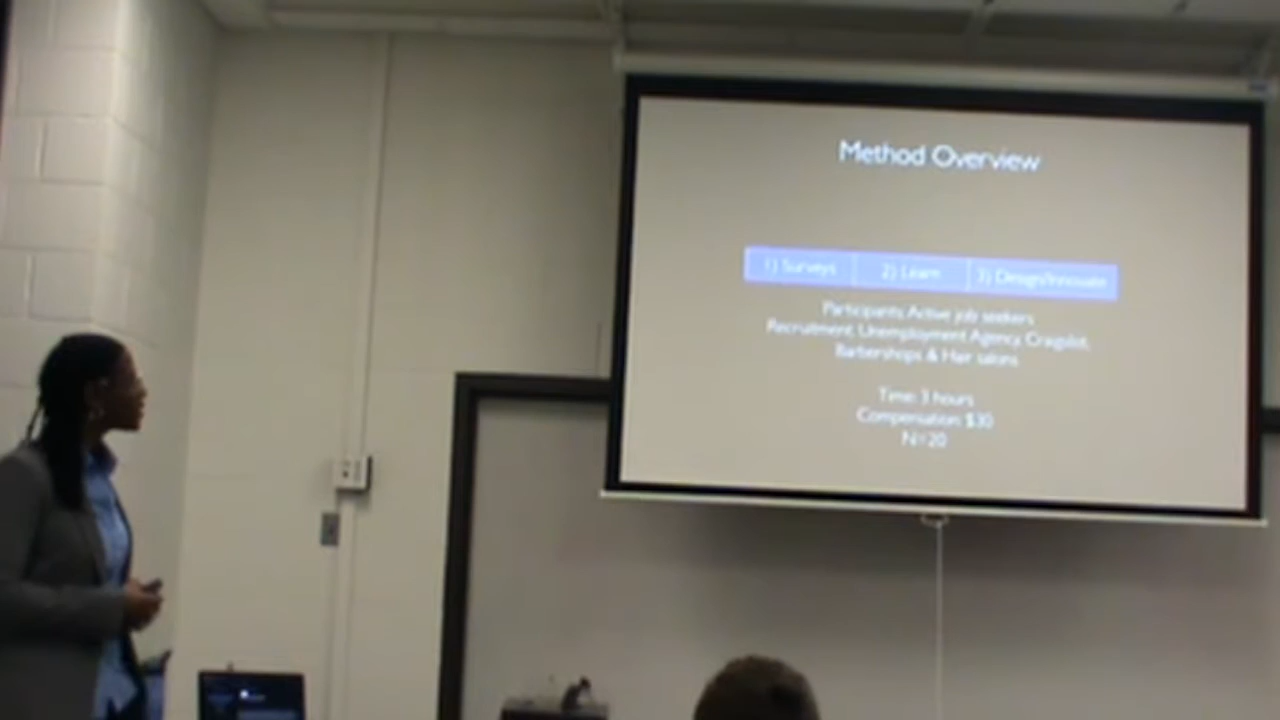 Method Overview
1) Surveys 2) Learn 3) Design/Innovate
Participants: Active job seekers
Recruitment: Unemployment Agency, Craigslist,
Barbershops & Hair salons
Time: 3 hours
Compensation: $30
N=20